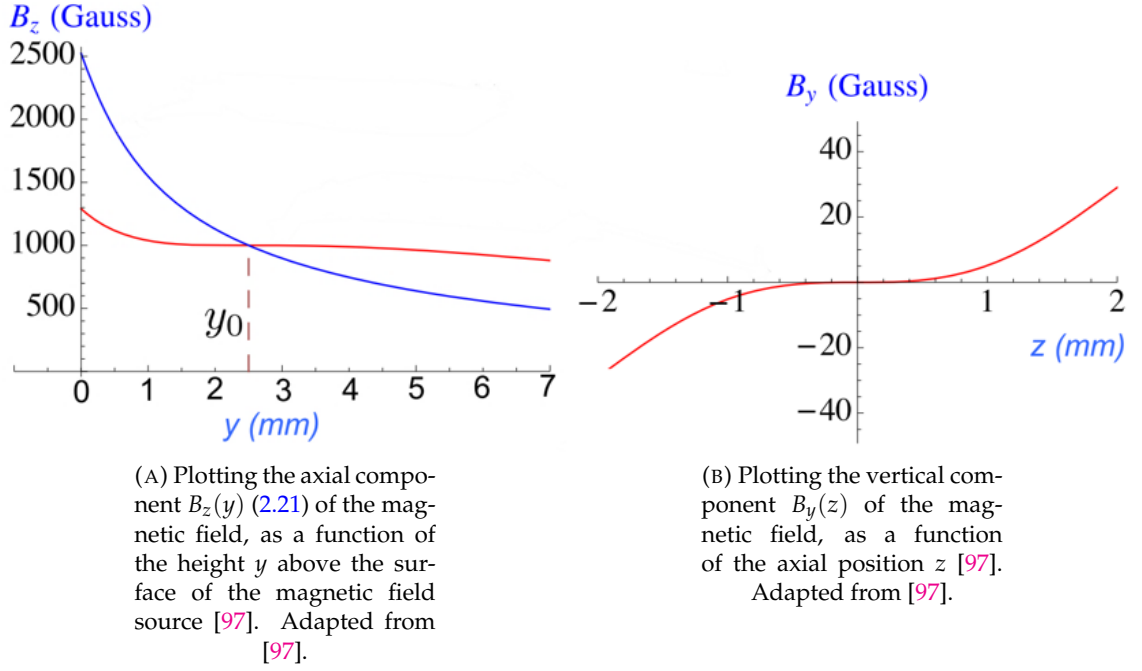 B_z (Gauss)
2500
2000
1500
1000
500
y_0
0 1 2 3 4 5 6 7
y (mm)
(A) Plotting the axial compo-
nent B_z(y) (2.21) of the mag-
netic field, as a function of
the height y above the sur-
face of the magnetic field
source [97]. Adapted from
[97].
B_y (Gauss)
40
20
−2 −1 1 2
−20
z (mm)
−40
(B) Plotting the vertical com-
ponent B_y(z) of the mag-
netic field, as a function
of the axial position z [97].
Adapted from [97].